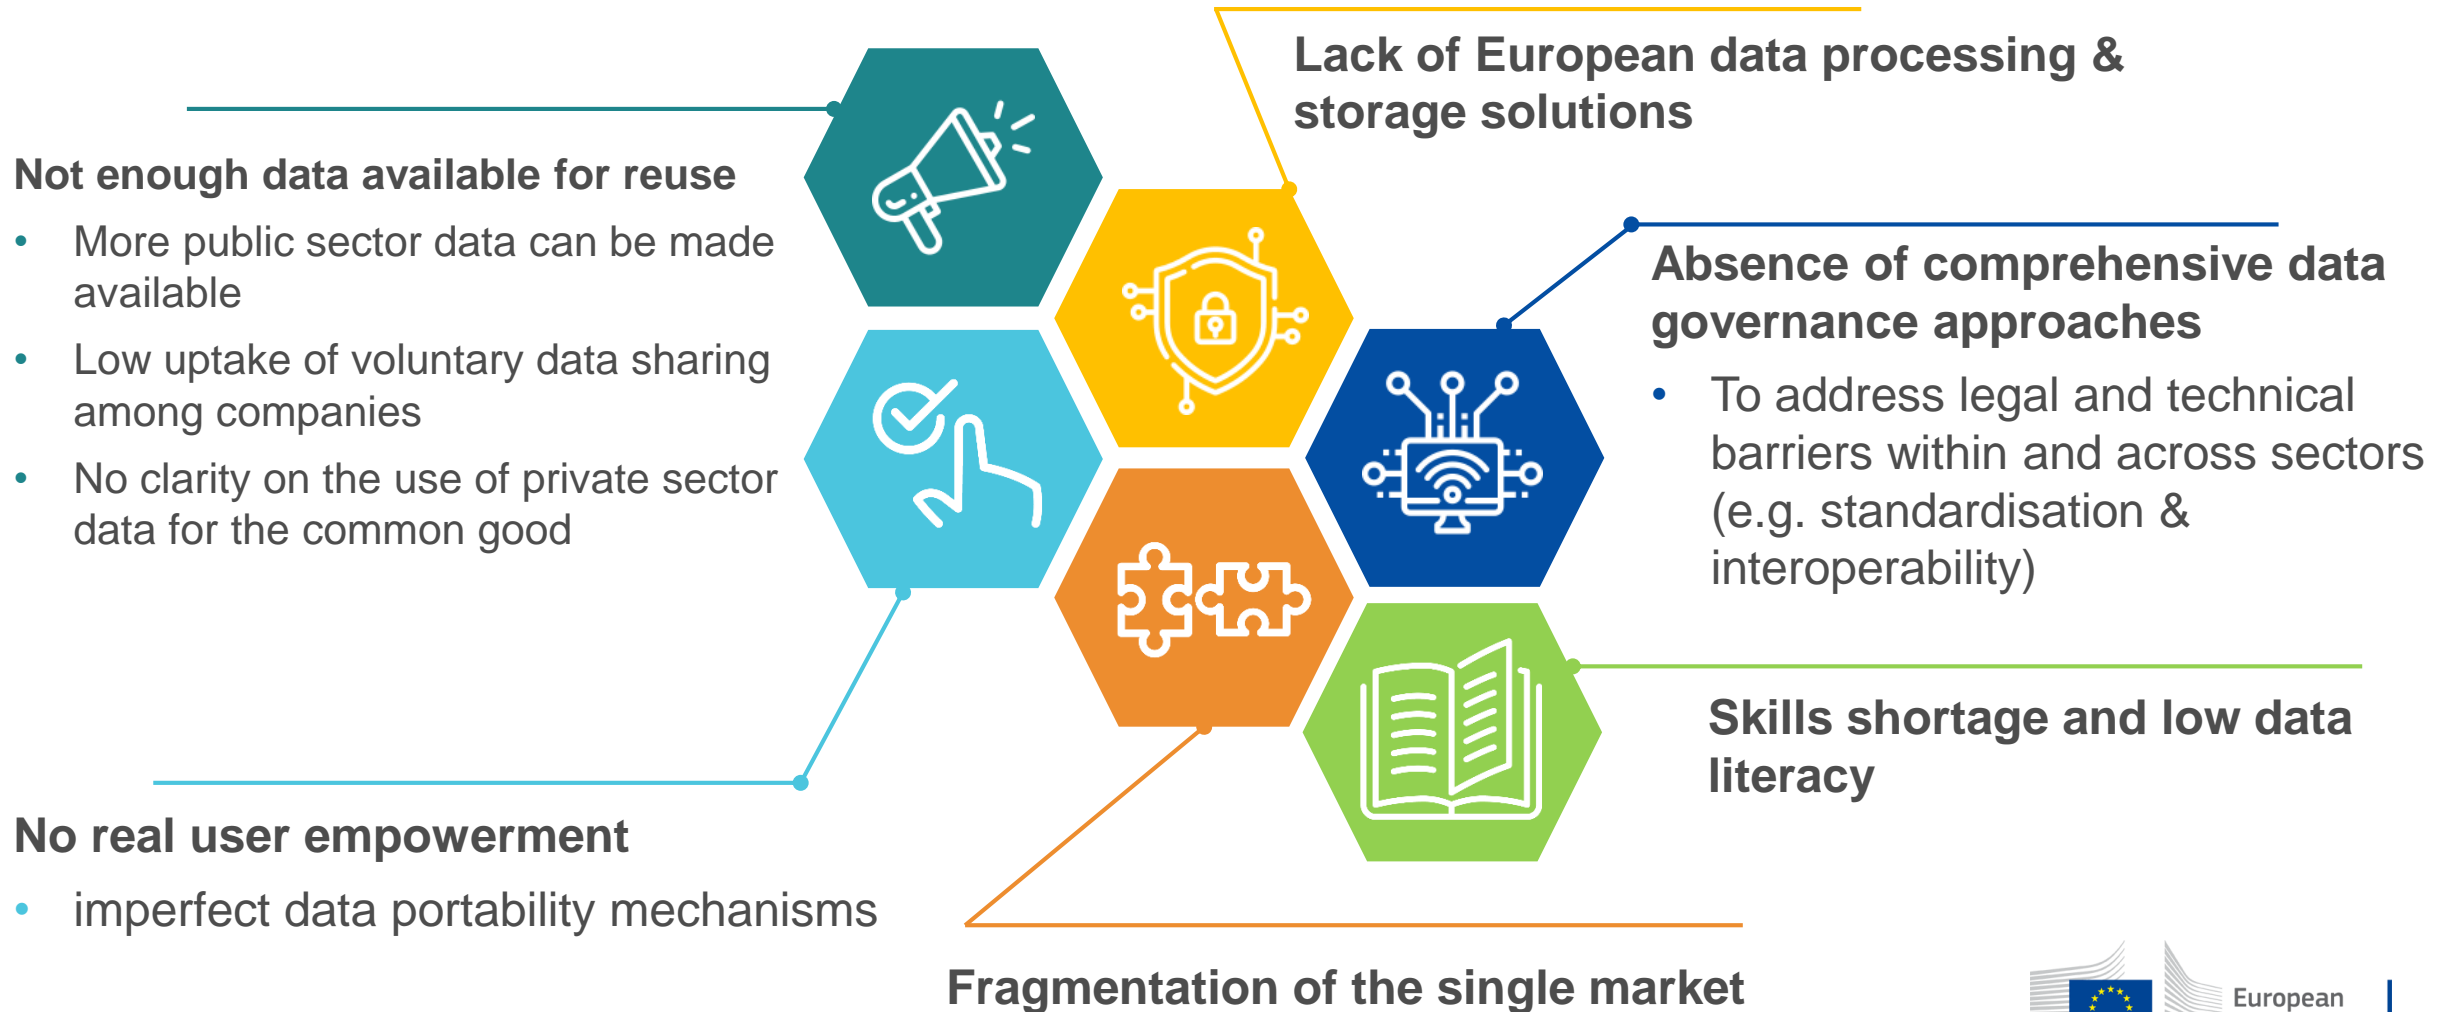 Lack of European data processing &
storage solutions
Not enough data available for reuse
• More public sector data can be made
available
• Low uptake of voluntary data sharing
among companies
• No clarity on the use of private sector
data for the common good
Absence of comprehensive data
governance approaches
• To address legal and technical
barriers within and across sectors
(e.g. standardisation &
interoperability)
Skills shortage and low data
literacy
No real user empowerment
• imperfect data portability mechanisms
Fragmentation of the single market
European